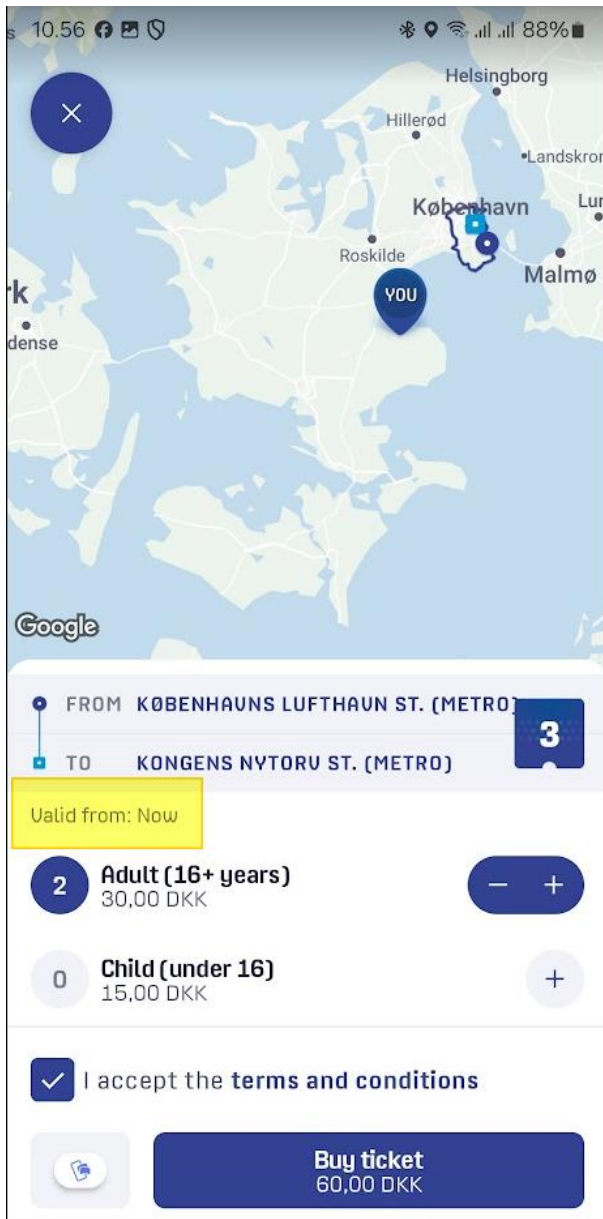 s 10.56 88%
Helsingborg
Hillerød
Landskron
København
Lun
Roskilde
Malmø
rk
YOU
dense
Google
FROM KØBENHAVNS LUFTHAVN ST. (METRO)
3
TO KONGENS NYTORV ST. (METRO)
Valid from: Now
2 Adult (16+ years) − +
30,00 DKK
0 Child (under 16) +
15,00 DKK
I accept the terms and conditions
Buy ticket
60,00 DKK